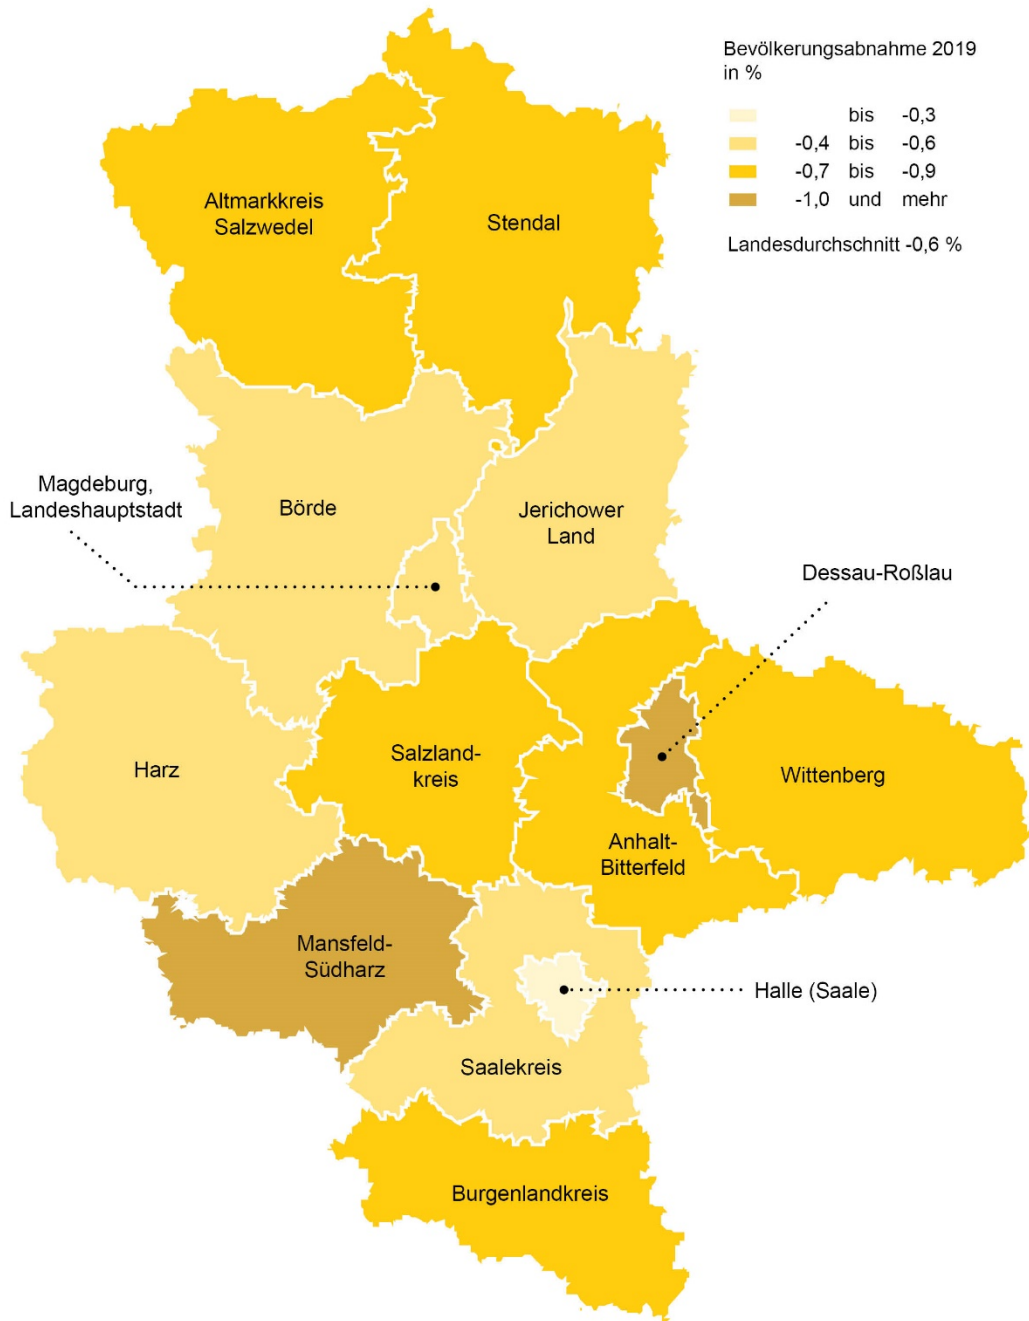 Bevölkerungsabnahme 2019
in %
bis -0,3
-0,4 bis -0,6
-0,7 bis -0,9
-1,0 und mehr
Landesdurchschnitt -0,6 %
Altmarkkreis
Salzwedel
Stendal
Magdeburg,
Landeshauptstadt
Börde
Jerichower
Land
Dessau-Roßlau
Harz
Salzland-
kreis
Wittenberg
Anhalt-
Bitterfeld
Mansfeld-
Südharz
Halle (Saale)
Saalekreis
Burgenlandkreis